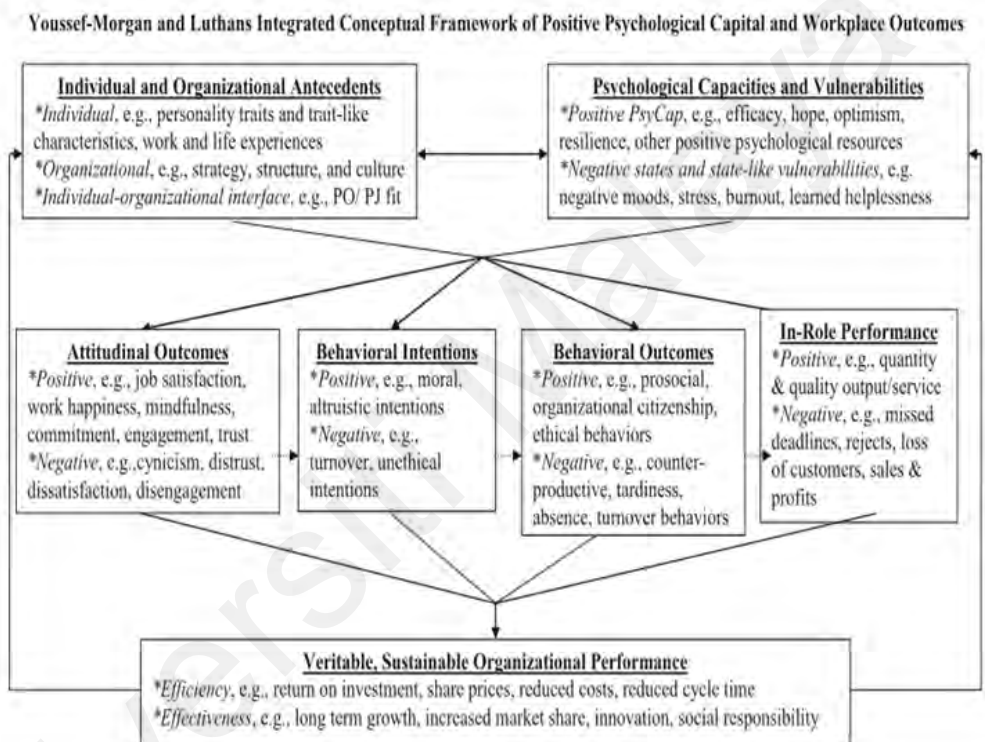 Youssef-Morgan and Luthans Integrated Conceptual Framework of Positive Psychological Capital and Workplace Outcomes
Individual and Organizational Antecedents
*Individual, e.g., personality traits and trait-like
characteristics, work and life experiences
*Organizational, e.g., strategy, structure, and culture
*Individual-organizational interface, e.g., PO/ PJ fit
Psychological Capacities and Vulnerabilities
*Positive PsyCap, e.g., efficacy, hope, optimism,
resilience, other positive psychological resources
*Negative states and state-like vulnerabilities, e.g.
negative moods, stress, burnout, learned helplessness
Attitudinal Outcomes
*Positive, e.g., job satisfaction,
work happiness, mindfulness,
commitment, engagement, trust
*Negative, e.g.,cynicism, distrust,
dissatisfaction, disengagement
Behavioral Intentions
*Positive, e.g., moral,
altruistic intentions
*Negative, e.g.,
turnover, unethical
intentions
Behavioral Outcomes
*Positive, e.g., prosocial,
organizational citizenship,
ethical behaviors
*Negative, e.g., counter-
productive, tardiness,
absence, turnover behaviors
In-Role Performance
*Positive, e.g., quantity
& quality output/service
*Negative, e.g., missed
deadlines, rejects, loss
of customers, sales &
profits
Veritable, Sustainable Organizational Performance
*Efficiency, e.g., return on investment, share prices, reduced costs, reduced cycle time
*Effectiveness, e.g., long term growth, increased market share, innovation, social responsibility
versiti Malaya